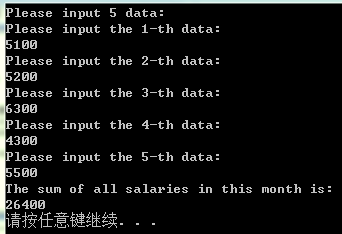 Please input 5 data:
Please input the 1-th data:
5100
Please input the 2-th data:
5200
Please input the 3-th data:
6300
Please input the 4-th data:
4300
Please input the 5-th data:
5500
The sum of all salaries in this month is:
26400
请按任意键继续. . .